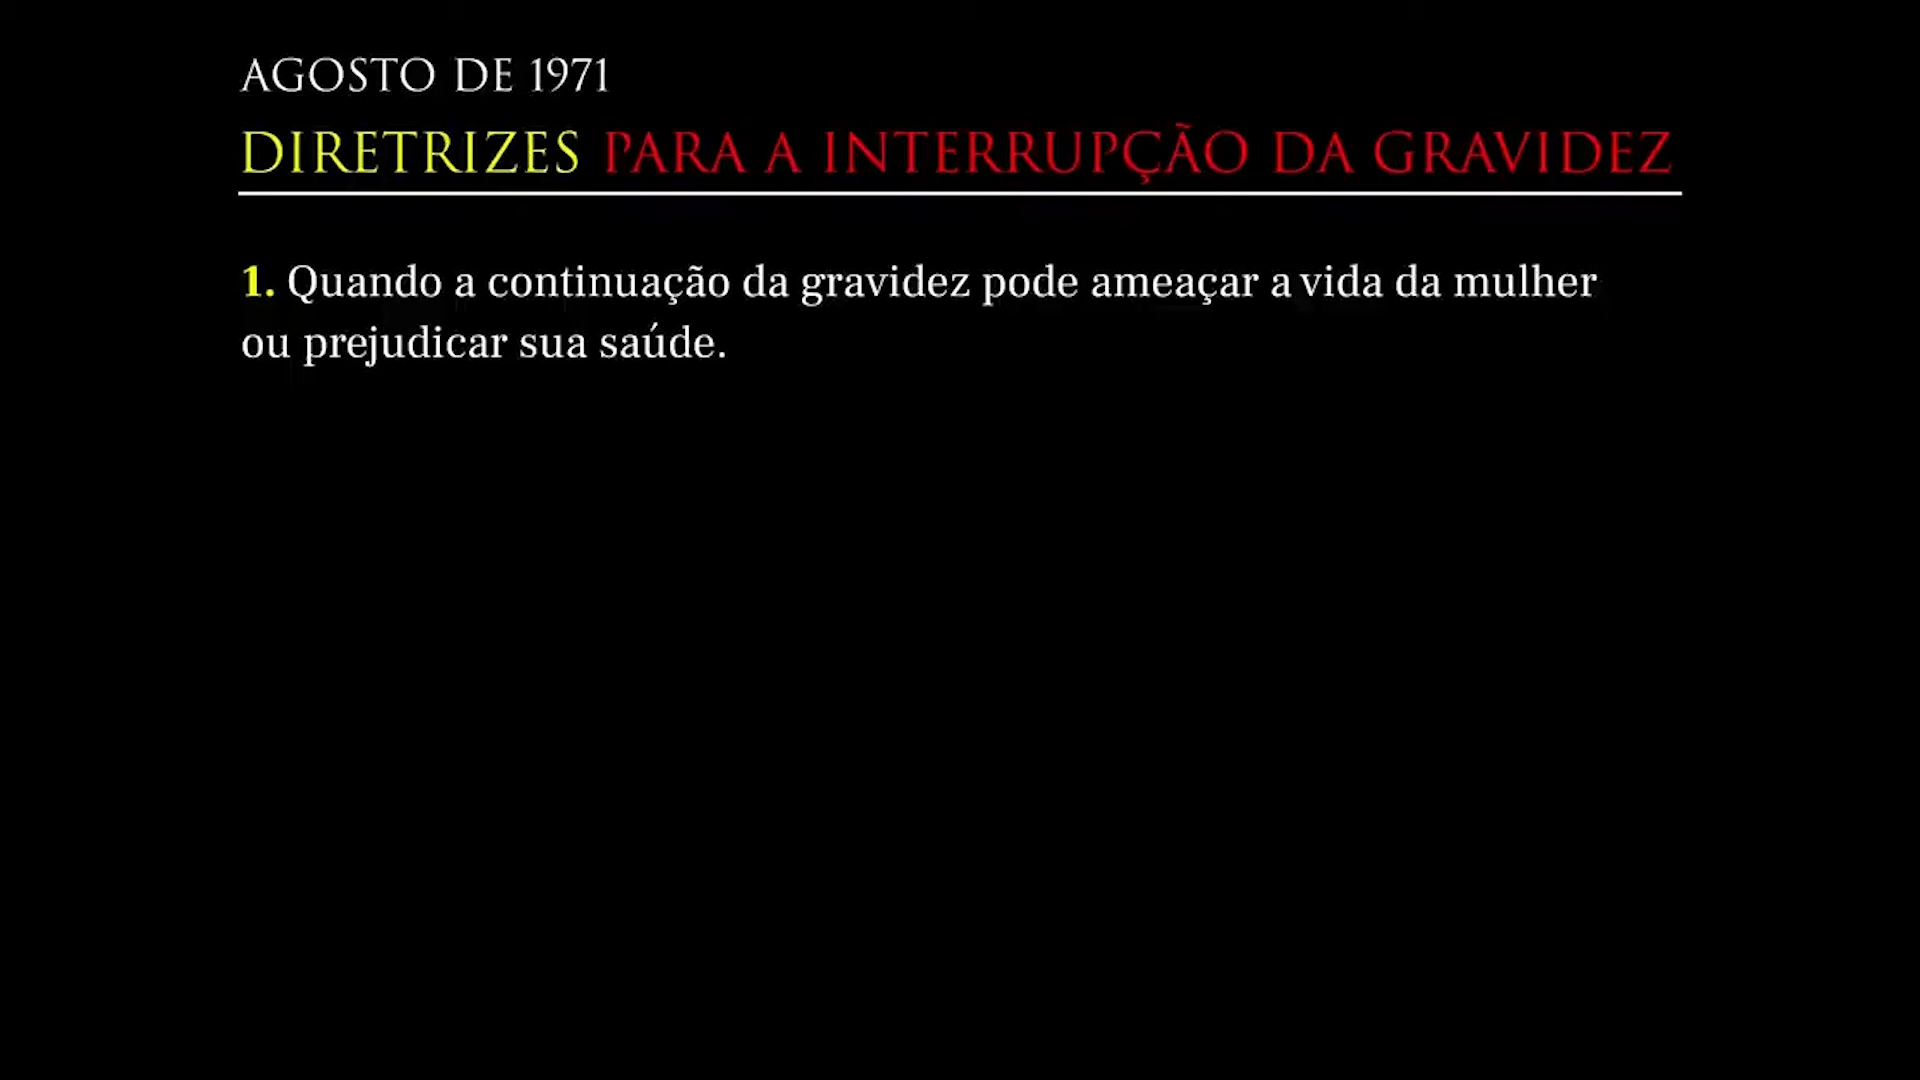 AGOSTO DE 1971
DIRETRIZES PARA A INTERRUPÇÃO DA GRAVIDEZ
1. Quando a continuação da gravidez pode ameaçar a vida da mulher
ou prejudicar sua saúde.